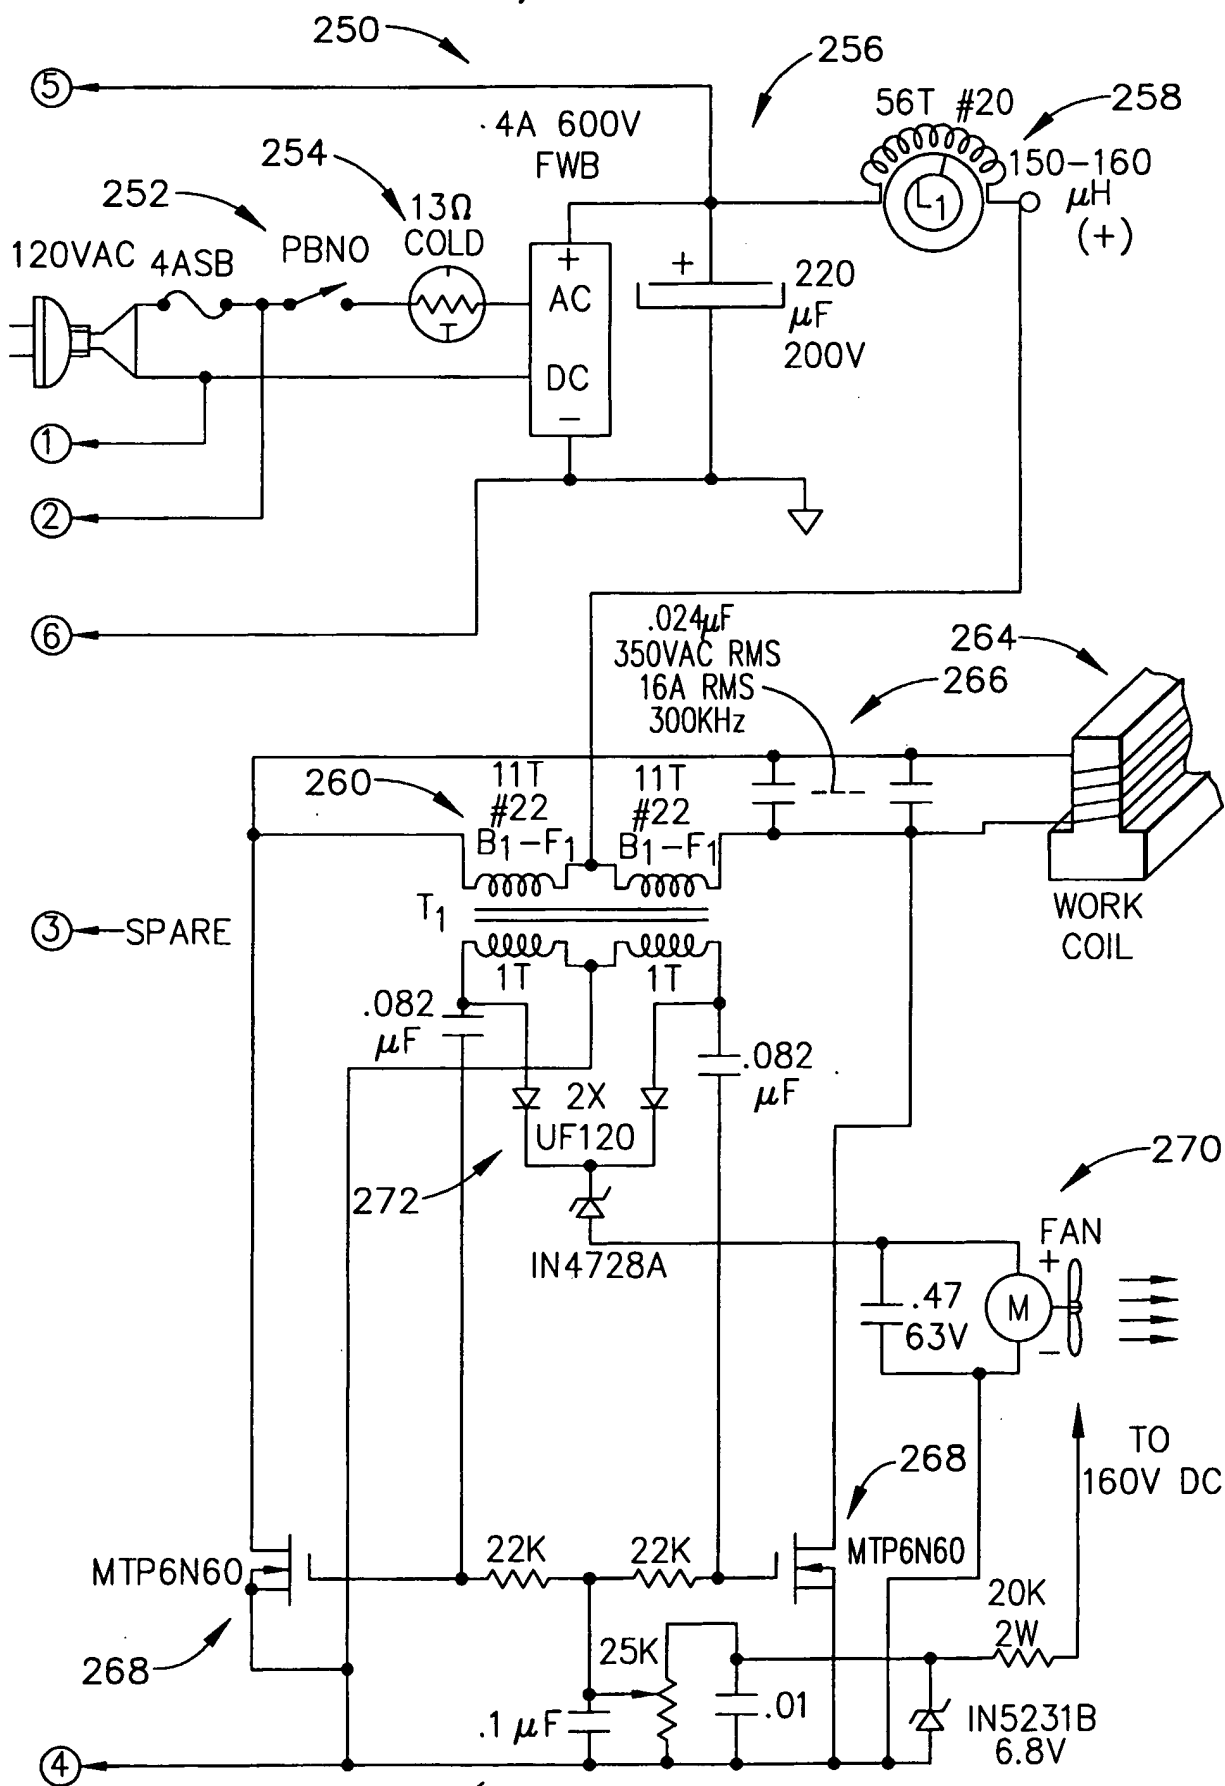 250
256
5
56T #20
258
.4A 600V
FWB
254
150-160
μH
(+)
252
13Ω
COLD
L1
120VAC
4ASB
PBNO
+
AC
DC
−
+
220
μF
200V
T
1
2
6
.024μF
350VAC RMS
16A RMS
300KHz
264
266
260
11T
#22
B1-F1
11T
#22
B1-F1
T1
3
SPARE
WORK
COIL
1T
1T
.082
μF
.082
μF
2X
UF120
272
270
IN4728A
FAN
+
M
−
.47
63V
TO
160V DC
268
MTP6N60
22K
22K
MTP6N60
20K
2W
268
25K
.1 μF
.01
IN5231B
6.8V
4